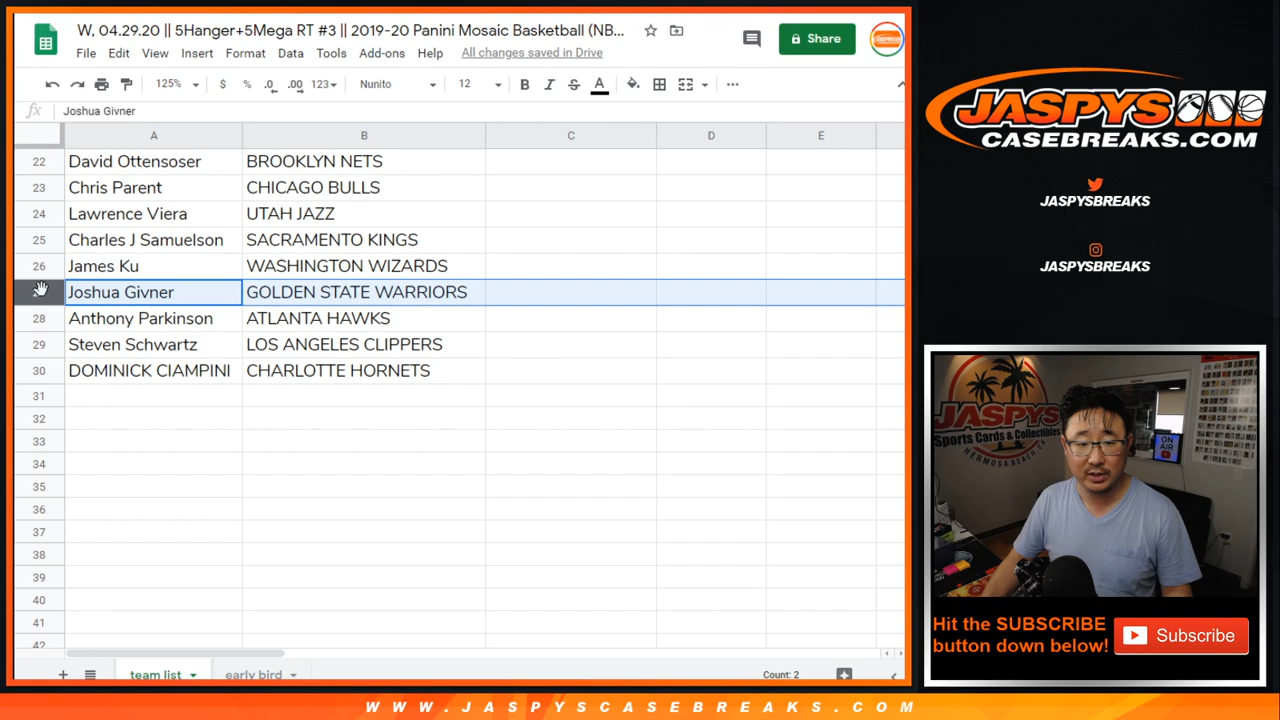 W, 04.29.20 || 5Hanger+5Mega RT #3 || 2019-20 Panini Mosaic Basketball (NB...
Share
File Edit View Insert Format Data Tools Add-ons Help All changes saved in Drive
125% $ % .0 .00 123 Nunito 12 B I S A
fx Joshua Givner
A B C D E
22 David Ottensoser BROOKLYN NETS
23 Chris Parent CHICAGO BULLS
24 Lawrence Viera UTAH JAZZ
25 Charles J Samuelson SACRAMENTO KINGS
26 James Ku WASHINGTON WIZARDS
Joshua Givner GOLDEN STATE WARRIORS
28 Anthony Parkinson ATLANTA HAWKS
29 Steven Schwartz LOS ANGELES CLIPPERS
30 DOMINICK CIAMPINI CHARLOTTE HORNETS
31
32
33
34
35
36
37
38
39
40
41
42
team list early bird Count: 2
JASPYS
CASEBREAKS.COM
JASPYSBREAKS
JASPYSBREAKS
JASPYS
Sports Cards & Collectibles
HERMOSA BEACH, CA
ON AIR
Hit the SUBSCRIBE
button down below!
Subscribe
WWW.JASPYSCASEBREAKS.COM